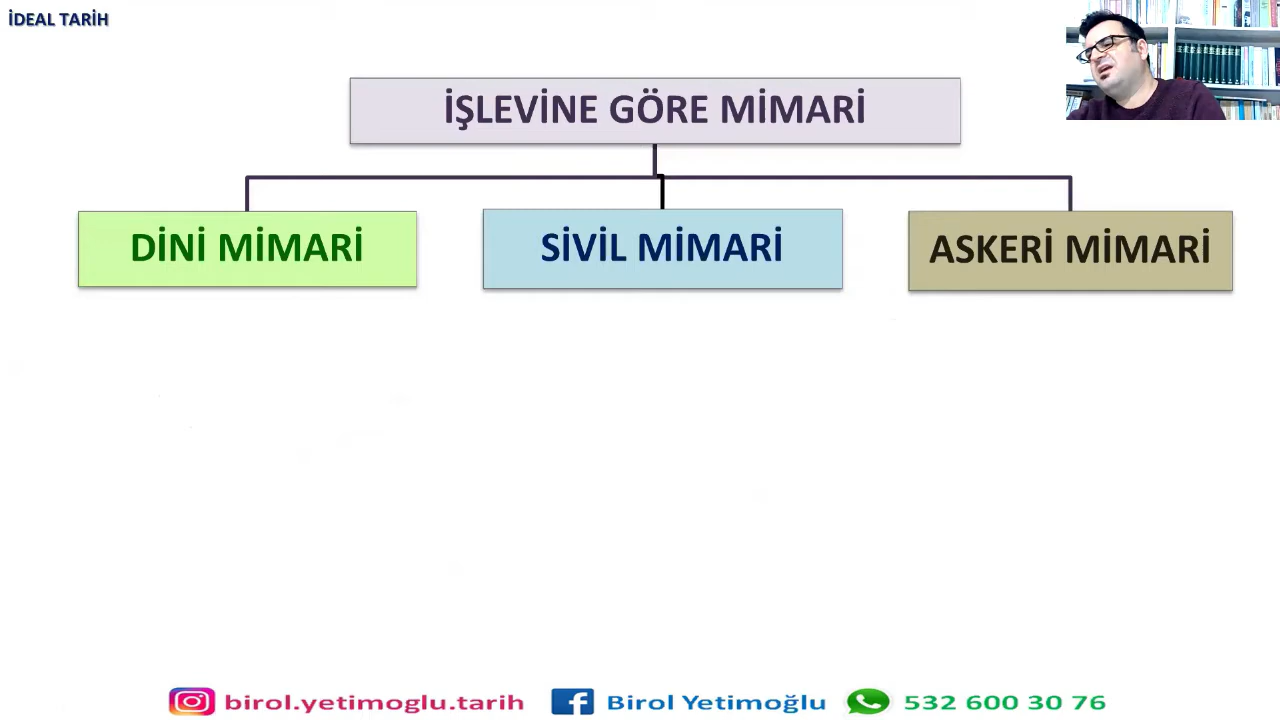 İDEAL TARİH
İŞLEVİNE GÖRE MİMARİ
DİNİ MİMARİ
SİVİL MİMARİ
ASKERİ MİMARİ
birol.yetimoglu.tarih
Birol Yetimoğlu
532 600 30 76